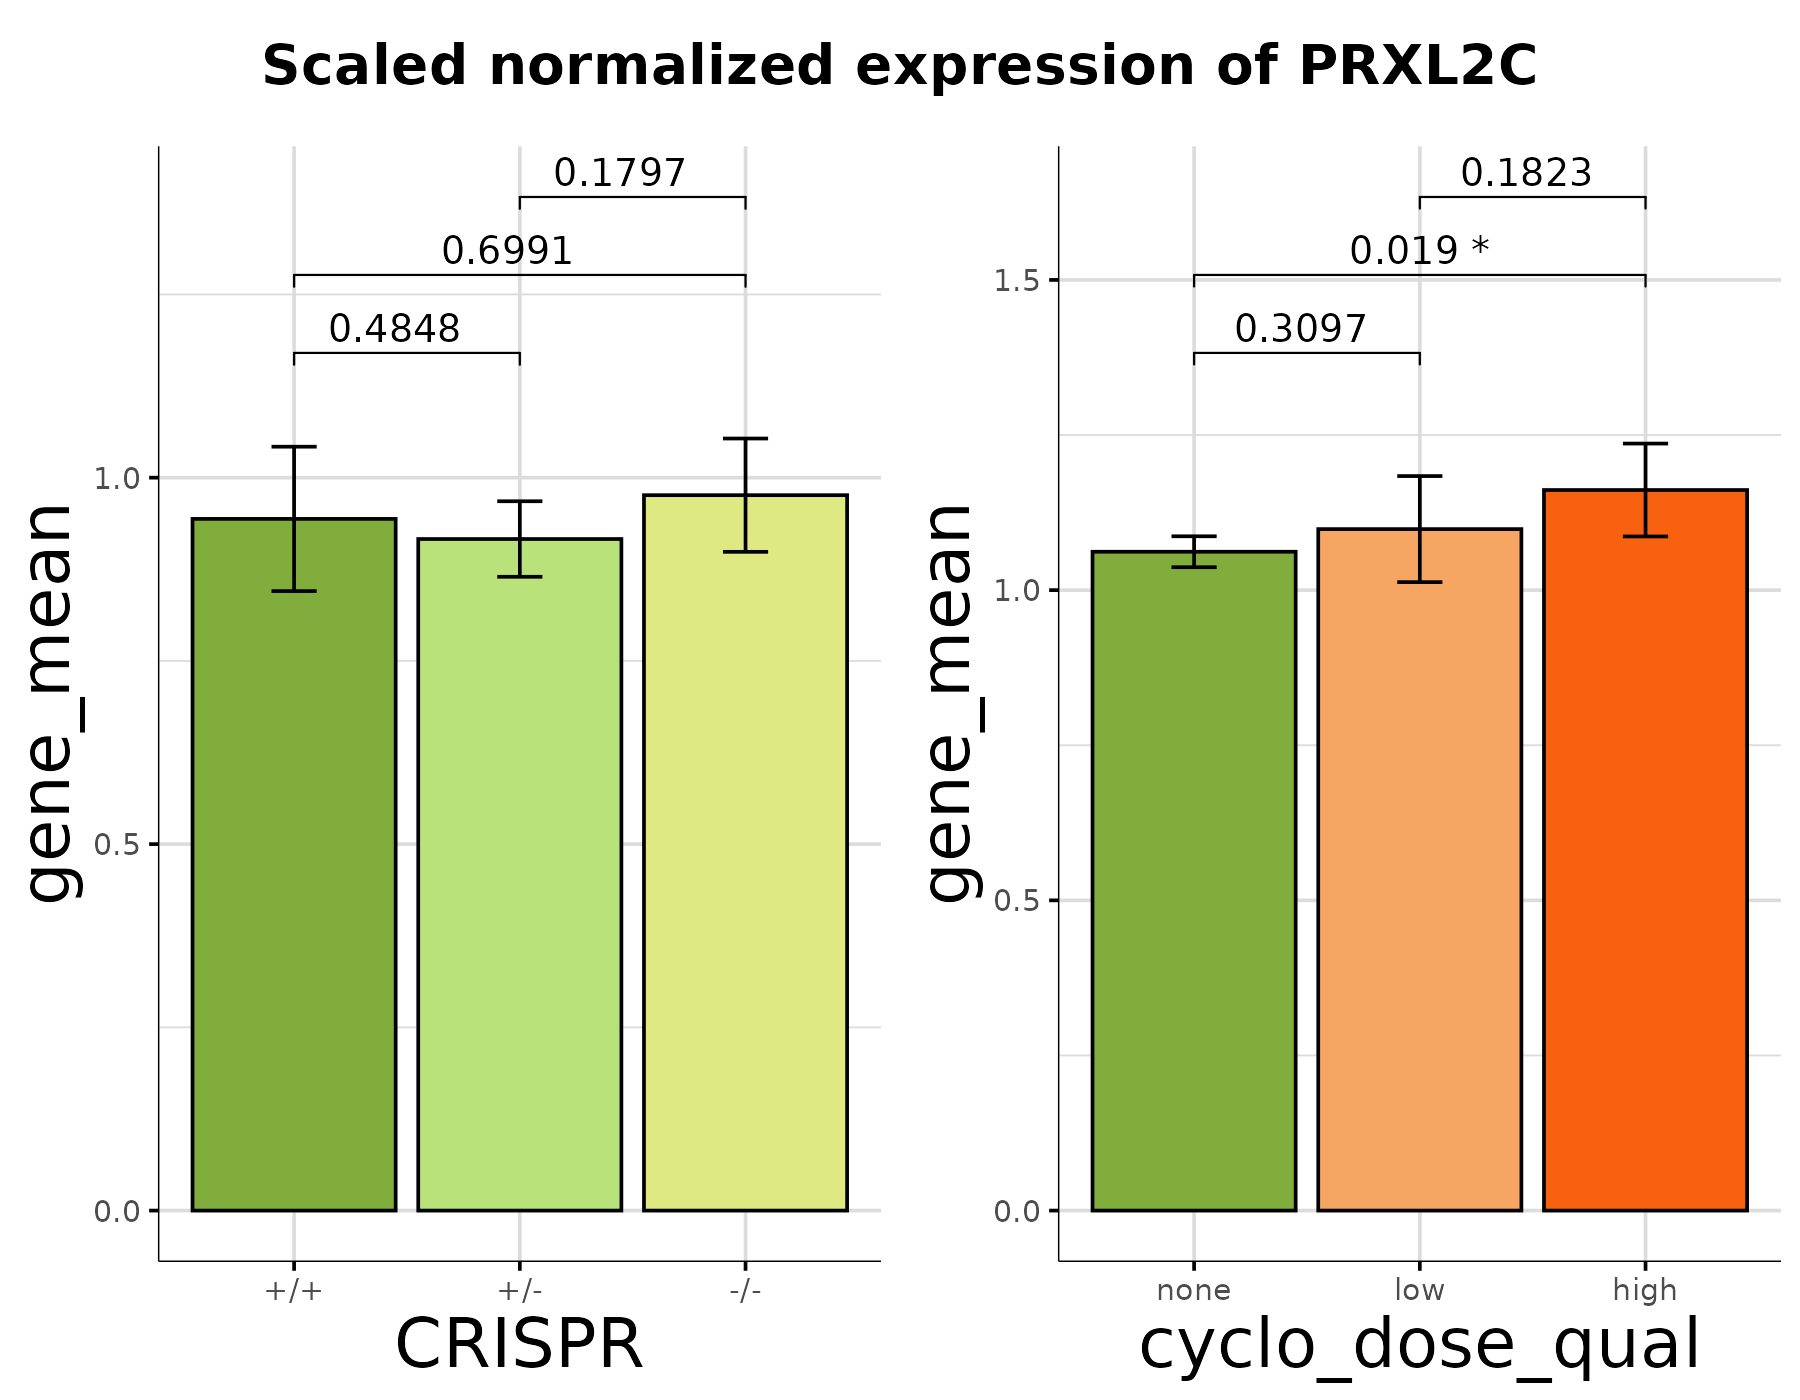 Scaled normalized expression of PRXL2C
0.1797
0.6991
0.4848
1.0
0.5
0.0
gene_mean
+/+ +/- -/-
CRISPR
0.1823
0.019 *
0.3097
1.5
1.0
0.5
0.0
gene_mean
none low high
cyclo_dose_qual